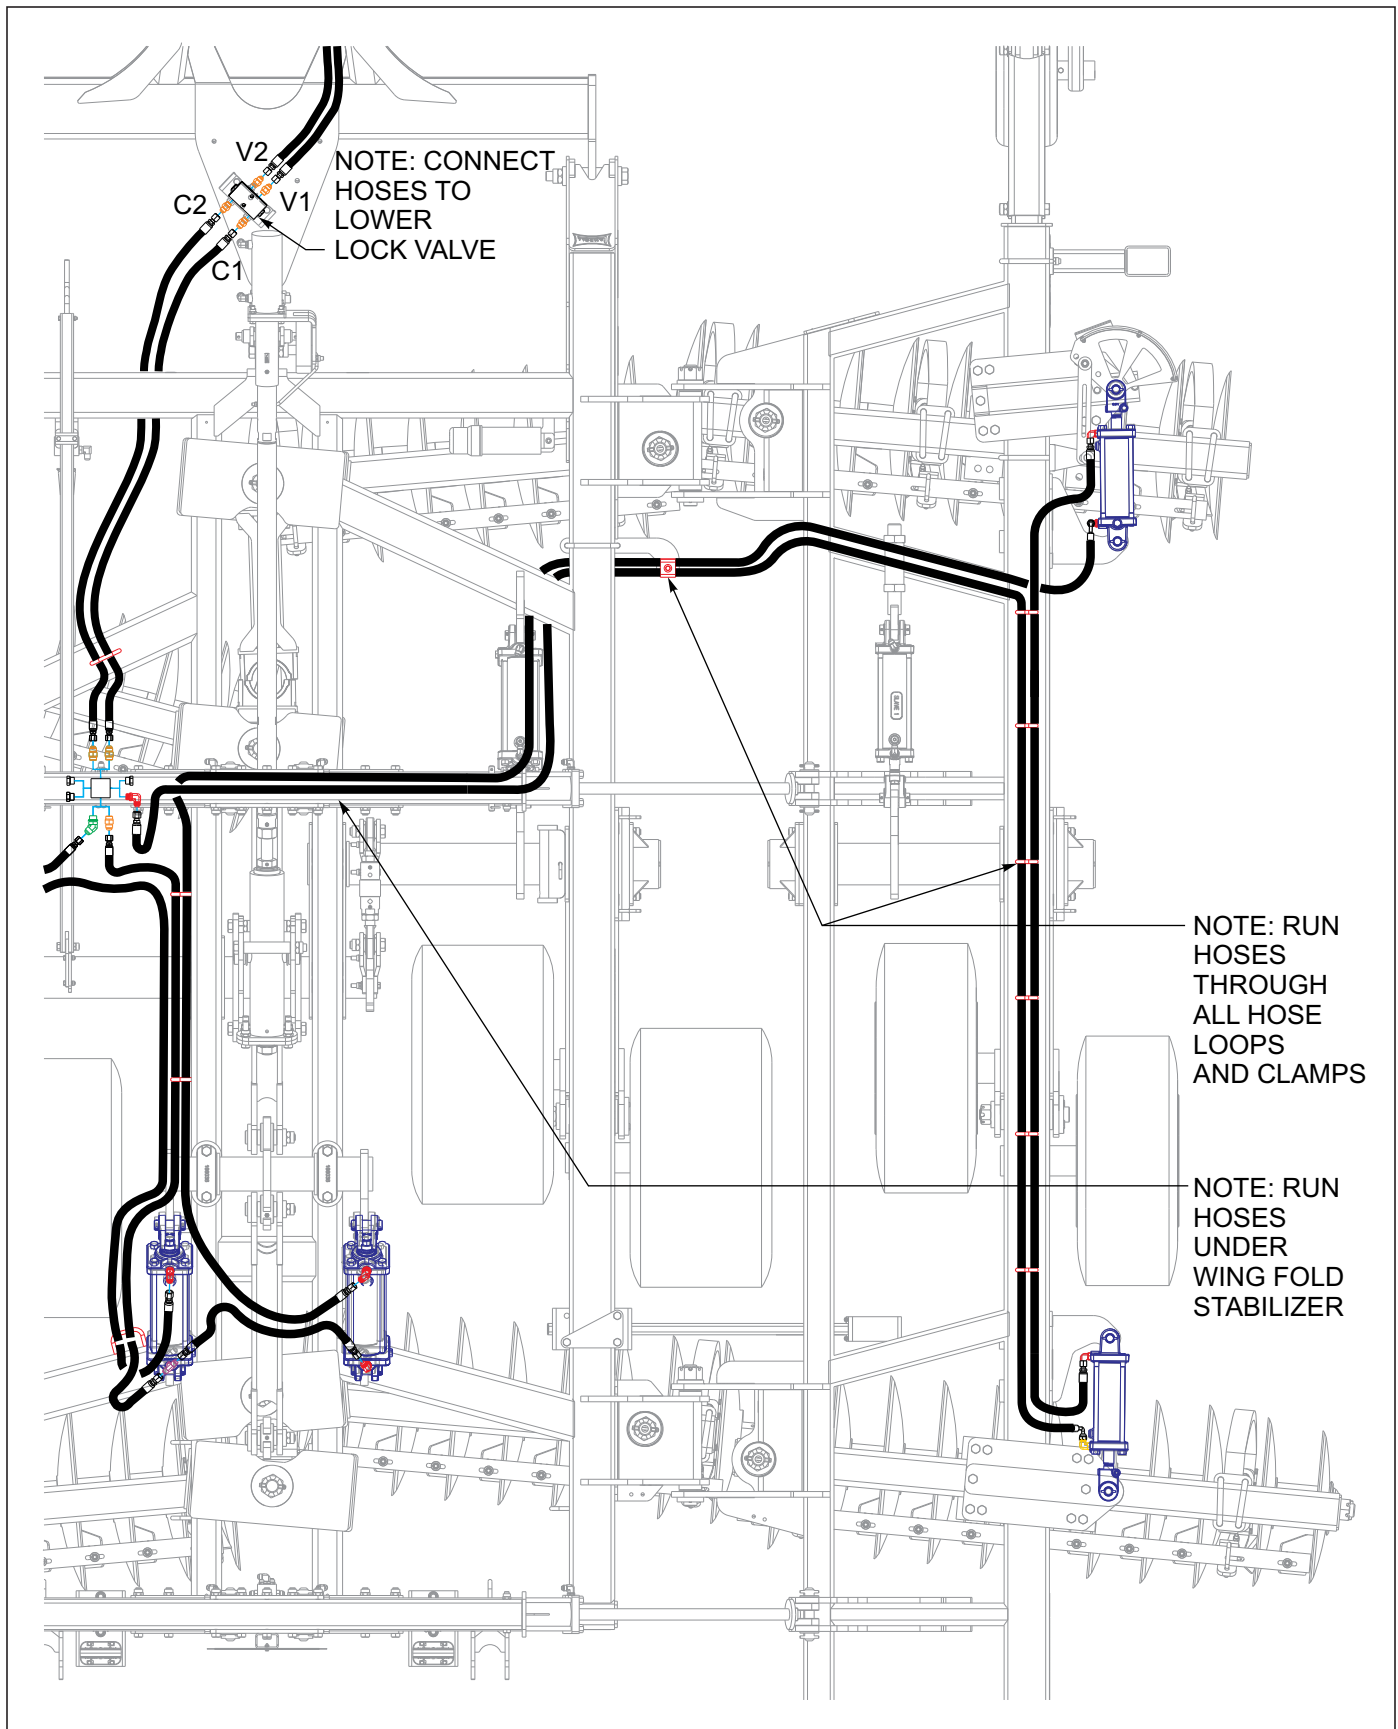 V2
NOTE: CONNECT
HOSES TO
LOWER
LOCK VALVE
V1
C2
C1
NOTE: RUN
HOSES
THROUGH
ALL HOSE
LOOPS
AND CLAMPS
NOTE: RUN
HOSES
UNDER
WING FOLD
STABILIZER